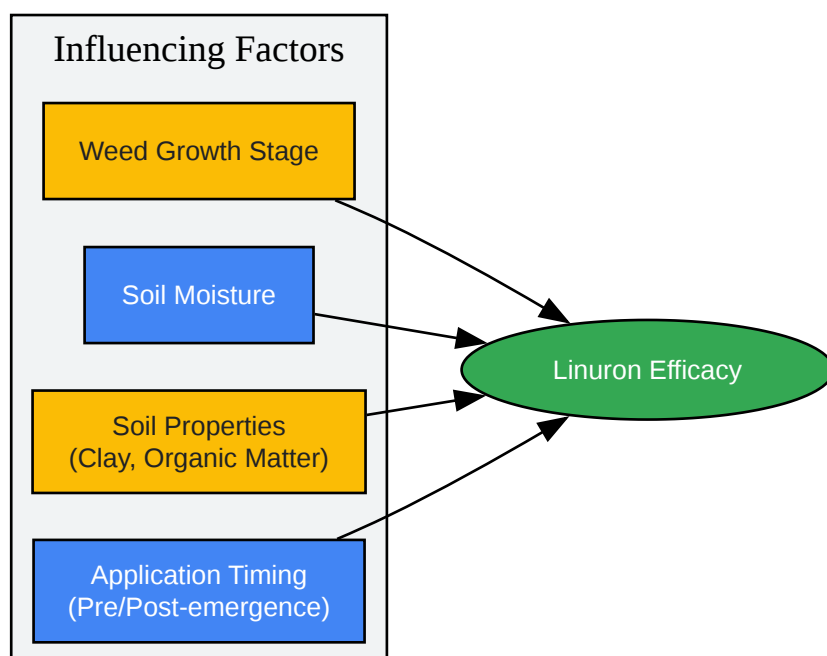 Influencing Factors
Weed Growth Stage
Soil Moisture
Linuron Efficacy
Soil Properties
(Clay, Organic Matter)
Application Timing
(Pre/Post-emergence)